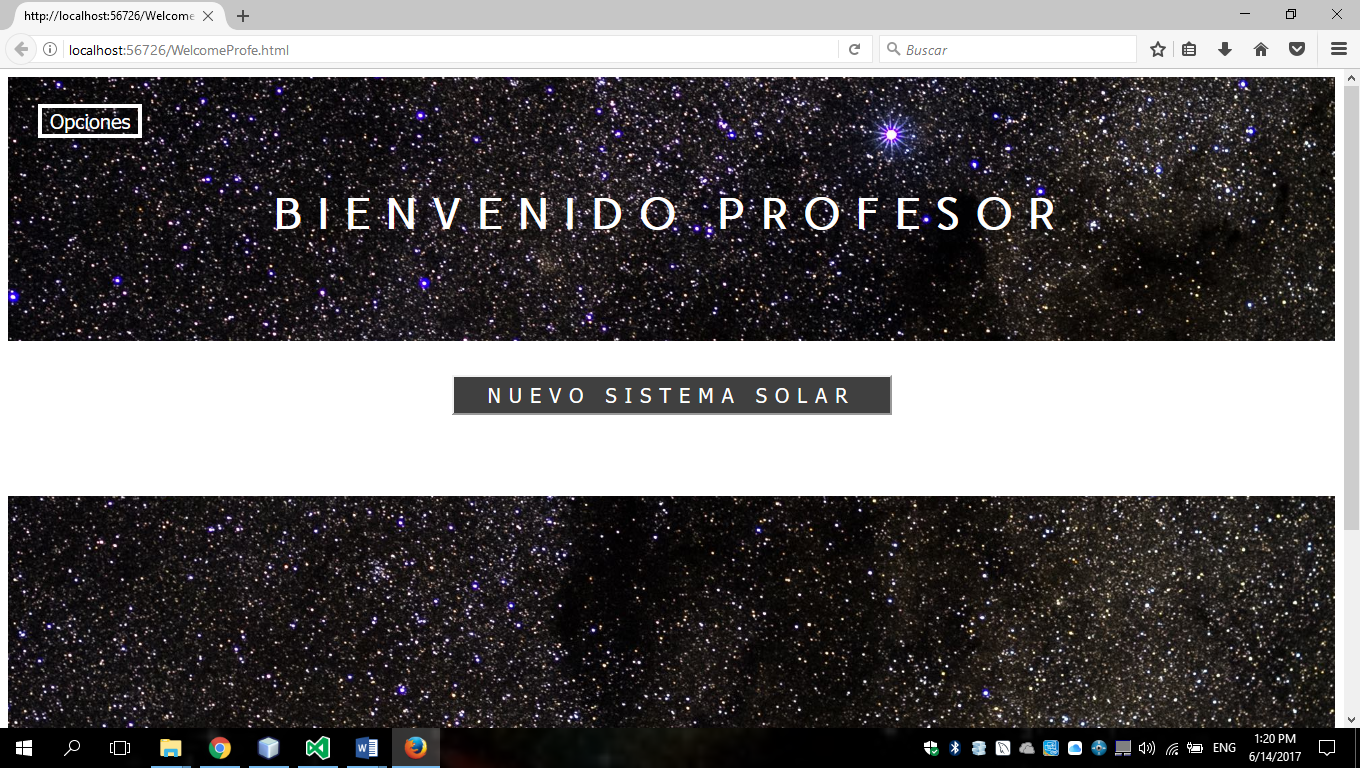 http://localhost:56726/Welcome
localhost:56726/WelcomeProfe.html
Buscar
Opciones
BIENVENIDO PROFESOR
NUEVO SISTEMA SOLAR
ENG
1:20 PM
6/14/2017